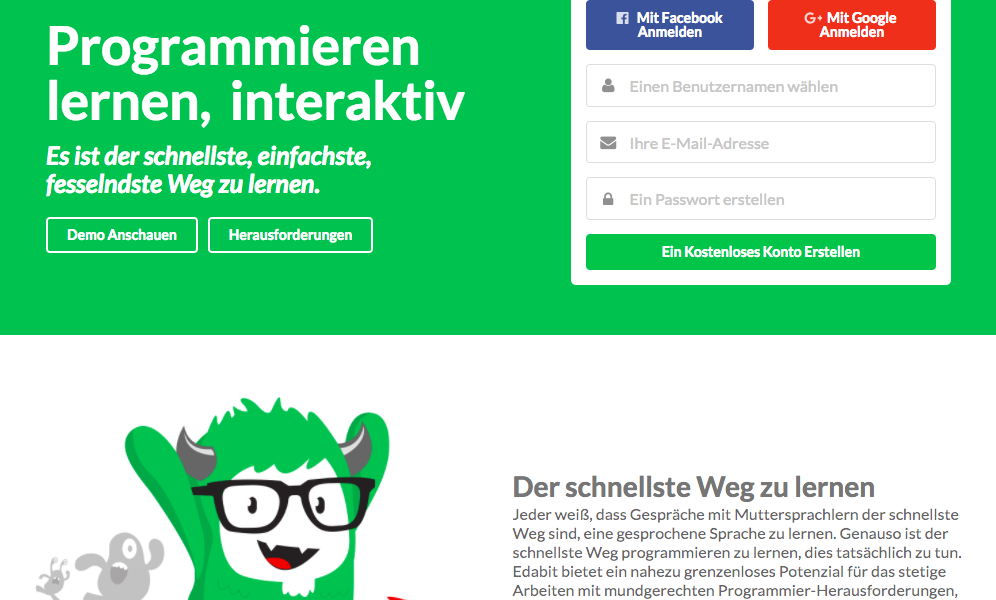 Programmieren
lernen, interaktiv
Es ist der schnellste, einfachste,
fesselndste Weg zu lernen.
Demo Anschauen
Herausforderungen
Mit Facebook
Anmelden
G+ Mit Google
Anmelden
Einen Benutzernamen wählen
Ihre E-Mail-Adresse
Ein Passwort erstellen
Ein Kostenloses Konto Erstellen
Der schnellste Weg zu lernen
Jeder weiß, dass Gespräche mit Muttersprachlern der schnellste
Weg sind, eine gesprochene Sprache zu lernen. Genauso ist der
schnellste Weg programmieren zu lernen, dies tatsächlich zu tun.
Edabit bietet ein nahezu grenzenloses Potenzial für das stetige
Arbeiten mit mundgerechten Programmier-Herausforderungen,